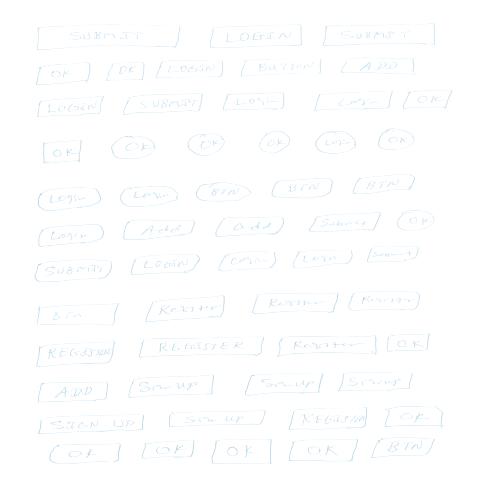 SUBMIT LOGIN SUBMIT
OK OK LOGIN BUTTON ADD
LOGIN SUBMIT Login Login OK
OK OK OK OK Login OK
Login Login BTN BTN BTN
Login Add Add Submit OK
SUBMIT LOGIN Login Login Submit
BTN Register Register Register
REGISTER REGISTER Register OK
ADD Sign up Sign up Sign up
SIGN UP Sign up REGISTER OK
OK OK OK OK BTN